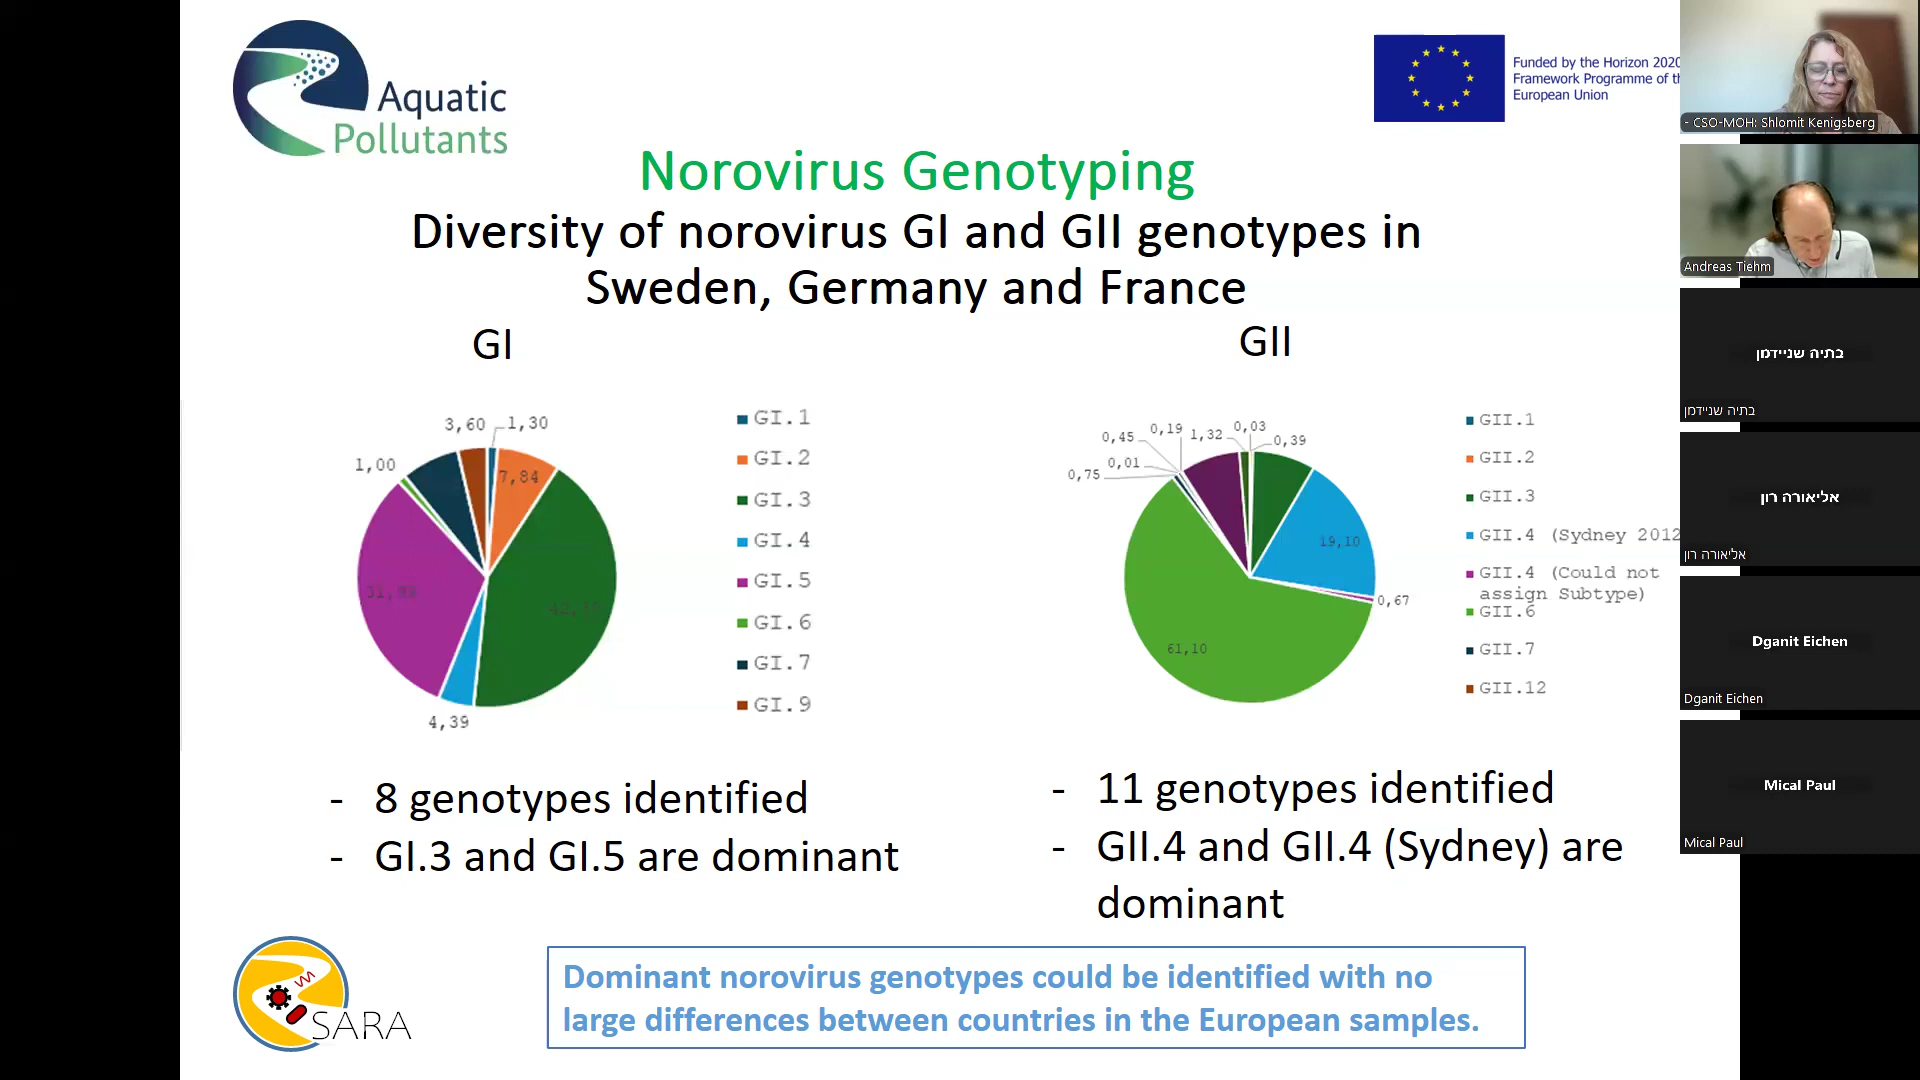 Aquatic
Pollutants
Funded by the Horizon 2020
Framework Programme of th
European Union
Norovirus Genotyping
Diversity of norovirus GI and GII genotypes in
Sweden, Germany and France
GI
3,60
1,30
1,00
7,84
4,39
GI.1
GI.2
GI.3
GI.4
GI.5
GI.6
GI.7
GI.9
GII
0,45
0,19
1,32
0,03
0,39
0,01
0,75
19,10
0,67
61,10
GII.1
GII.2
GII.3
GII.4 (Sydney 2012
GII.4 (Could not
assign Subtype)
GII.6
GII.7
GII.12
- 8 genotypes identified
- GI.3 and GI.5 are dominant
- 11 genotypes identified
- GII.4 and GII.4 (Sydney) are
dominant
SARA
Dominant norovirus genotypes could be identified with no
large differences between countries in the European samples.
- CSO-MOH: Shlomit Kenigsberg
Andreas Tiehm
בתיה שניידמן
בתיה שניידמן
אליאורה רון
אליאורה רון
Dganit Eichen
Dganit Eichen
Mical Paul
Mical Paul